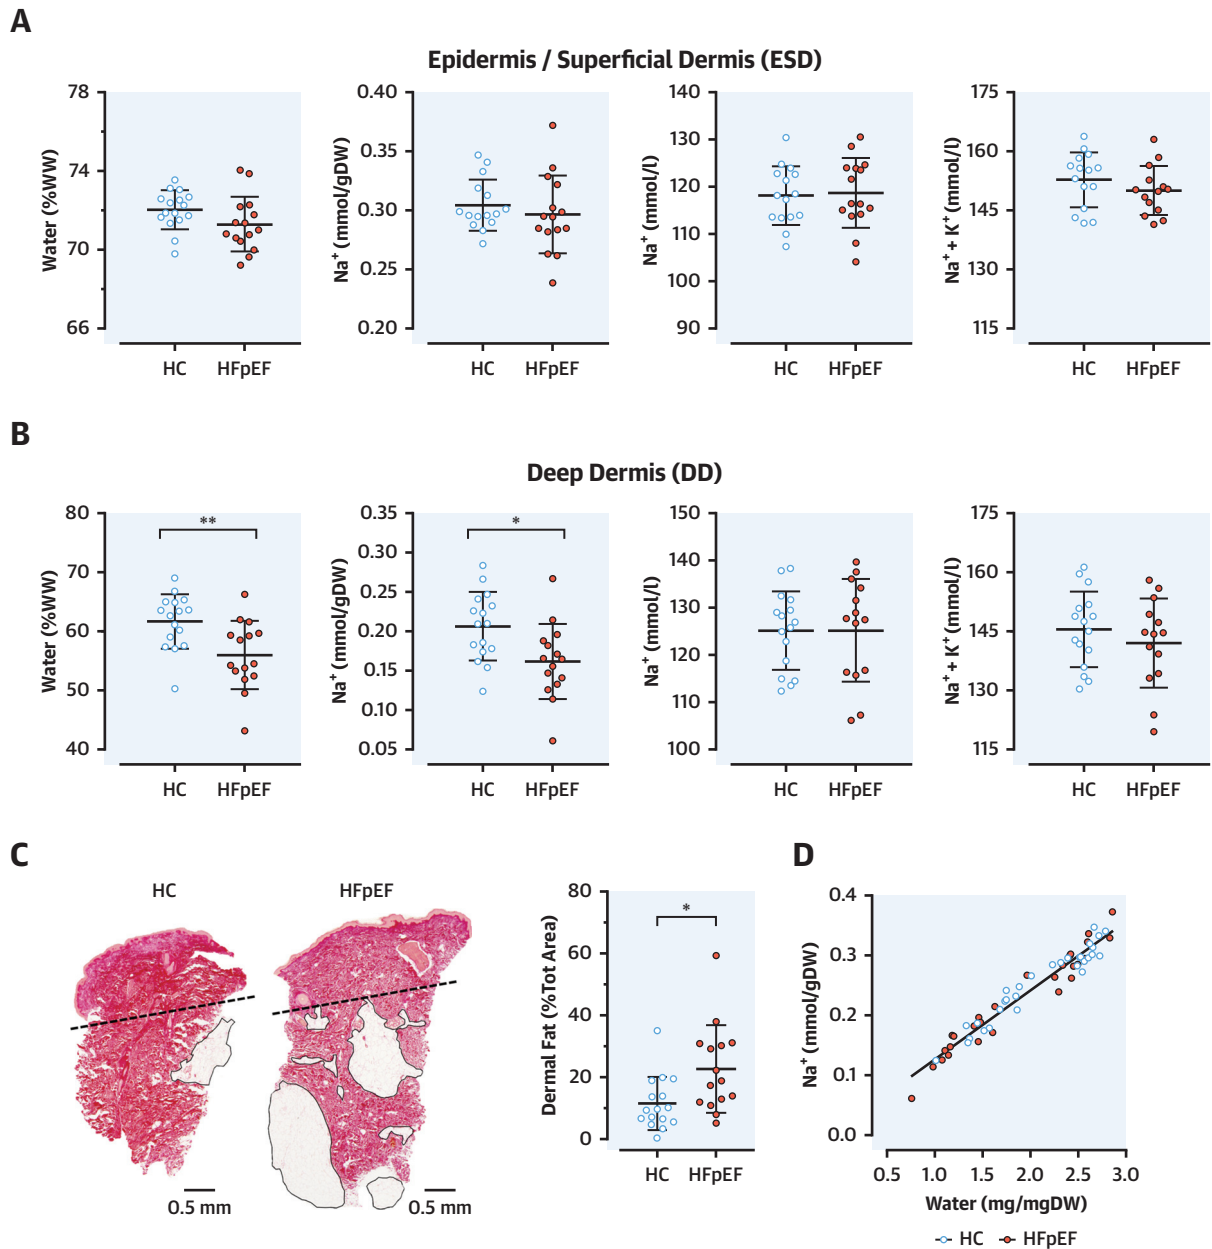 A
Epidermis / Superficial Dermis (ESD)
Water (%WW)
78
74
70
66
HC HFpEF
Na⁺ (mmol/gDW)
0.40
0.35
0.30
0.25
0.20
HC HFpEF
Na⁺ (mmol/l)
140
130
120
110
100
90
HC HFpEF
Na⁺ + K⁺ (mmol/l)
175
160
145
130
115
HC HFpEF
B
Deep Dermis (DD)
Water (%WW)
80
70
60
50
40
**
HC HFpEF
Na⁺ (mmol/gDW)
0.35
0.30
0.25
0.20
0.15
0.10
0.05
*
HC HFpEF
Na⁺ (mmol/l)
150
140
130
120
110
100
HC HFpEF
Na⁺ + K⁺ (mmol/l)
175
160
145
130
115
HC HFpEF
C
HC
HFpEF
0.5 mm
0.5 mm
Dermal Fat (%Tot Area)
80
60
40
20
0
*
HC HFpEF
D
Na⁺ (mmol/gDW)
0.4
0.3
0.2
0.1
0.0
0.5 1.0 1.5 2.0 2.5 3.0
Water (mg/mgDW)
HC HFpEF